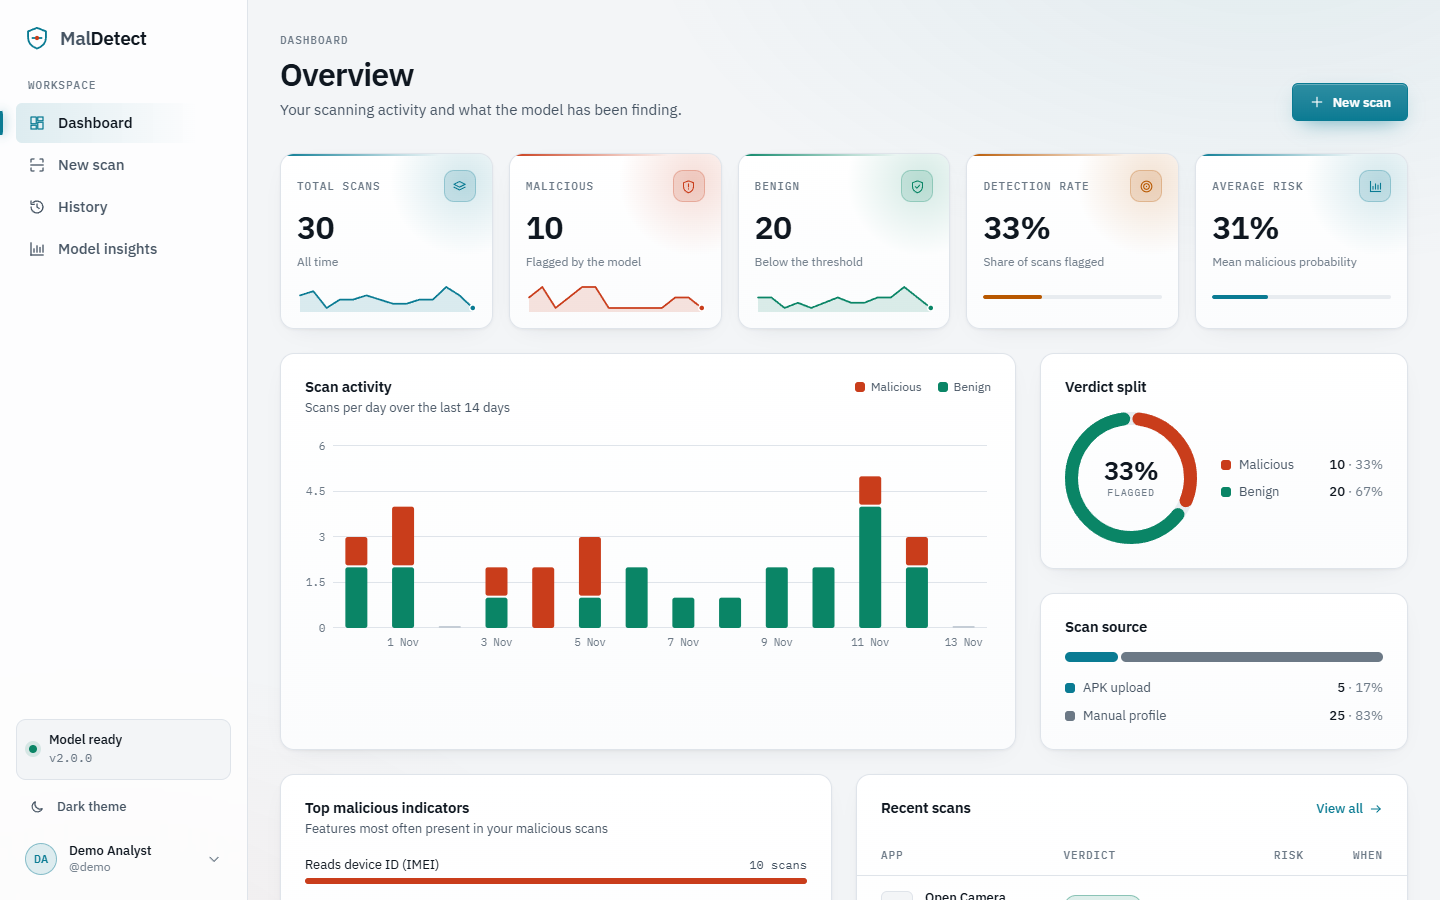 MalDetect
WORKSPACE
Dashboard
New scan
History
Model insights
Model ready
v2.0.0
Dark theme
DA
Demo Analyst
@demo
DASHBOARD
Overview
Your scanning activity and what the model has been finding.
New scan
TOTAL SCANS
30
All time
MALICIOUS
10
Flagged by the model
BENIGN
20
Below the threshold
DETECTION RATE
33%
Share of scans flagged
AVERAGE RISK
31%
Mean malicious probability
Scan activity
Scans per day over the last 14 days
Malicious
Benign
6
4.5
3
1.5
0
1 Nov
3 Nov
5 Nov
7 Nov
9 Nov
11 Nov
13 Nov
Verdict split
33%
FLAGGED
Malicious 10 · 33%
Benign 20 · 67%
Scan source
APK upload 5 · 17%
Manual profile 25 · 83%
Top malicious indicators
Features most often present in your malicious scans
Reads device ID (IMEI) 10 scans
Recent scans
View all
APP VERDICT RISK WHEN
Open Camera